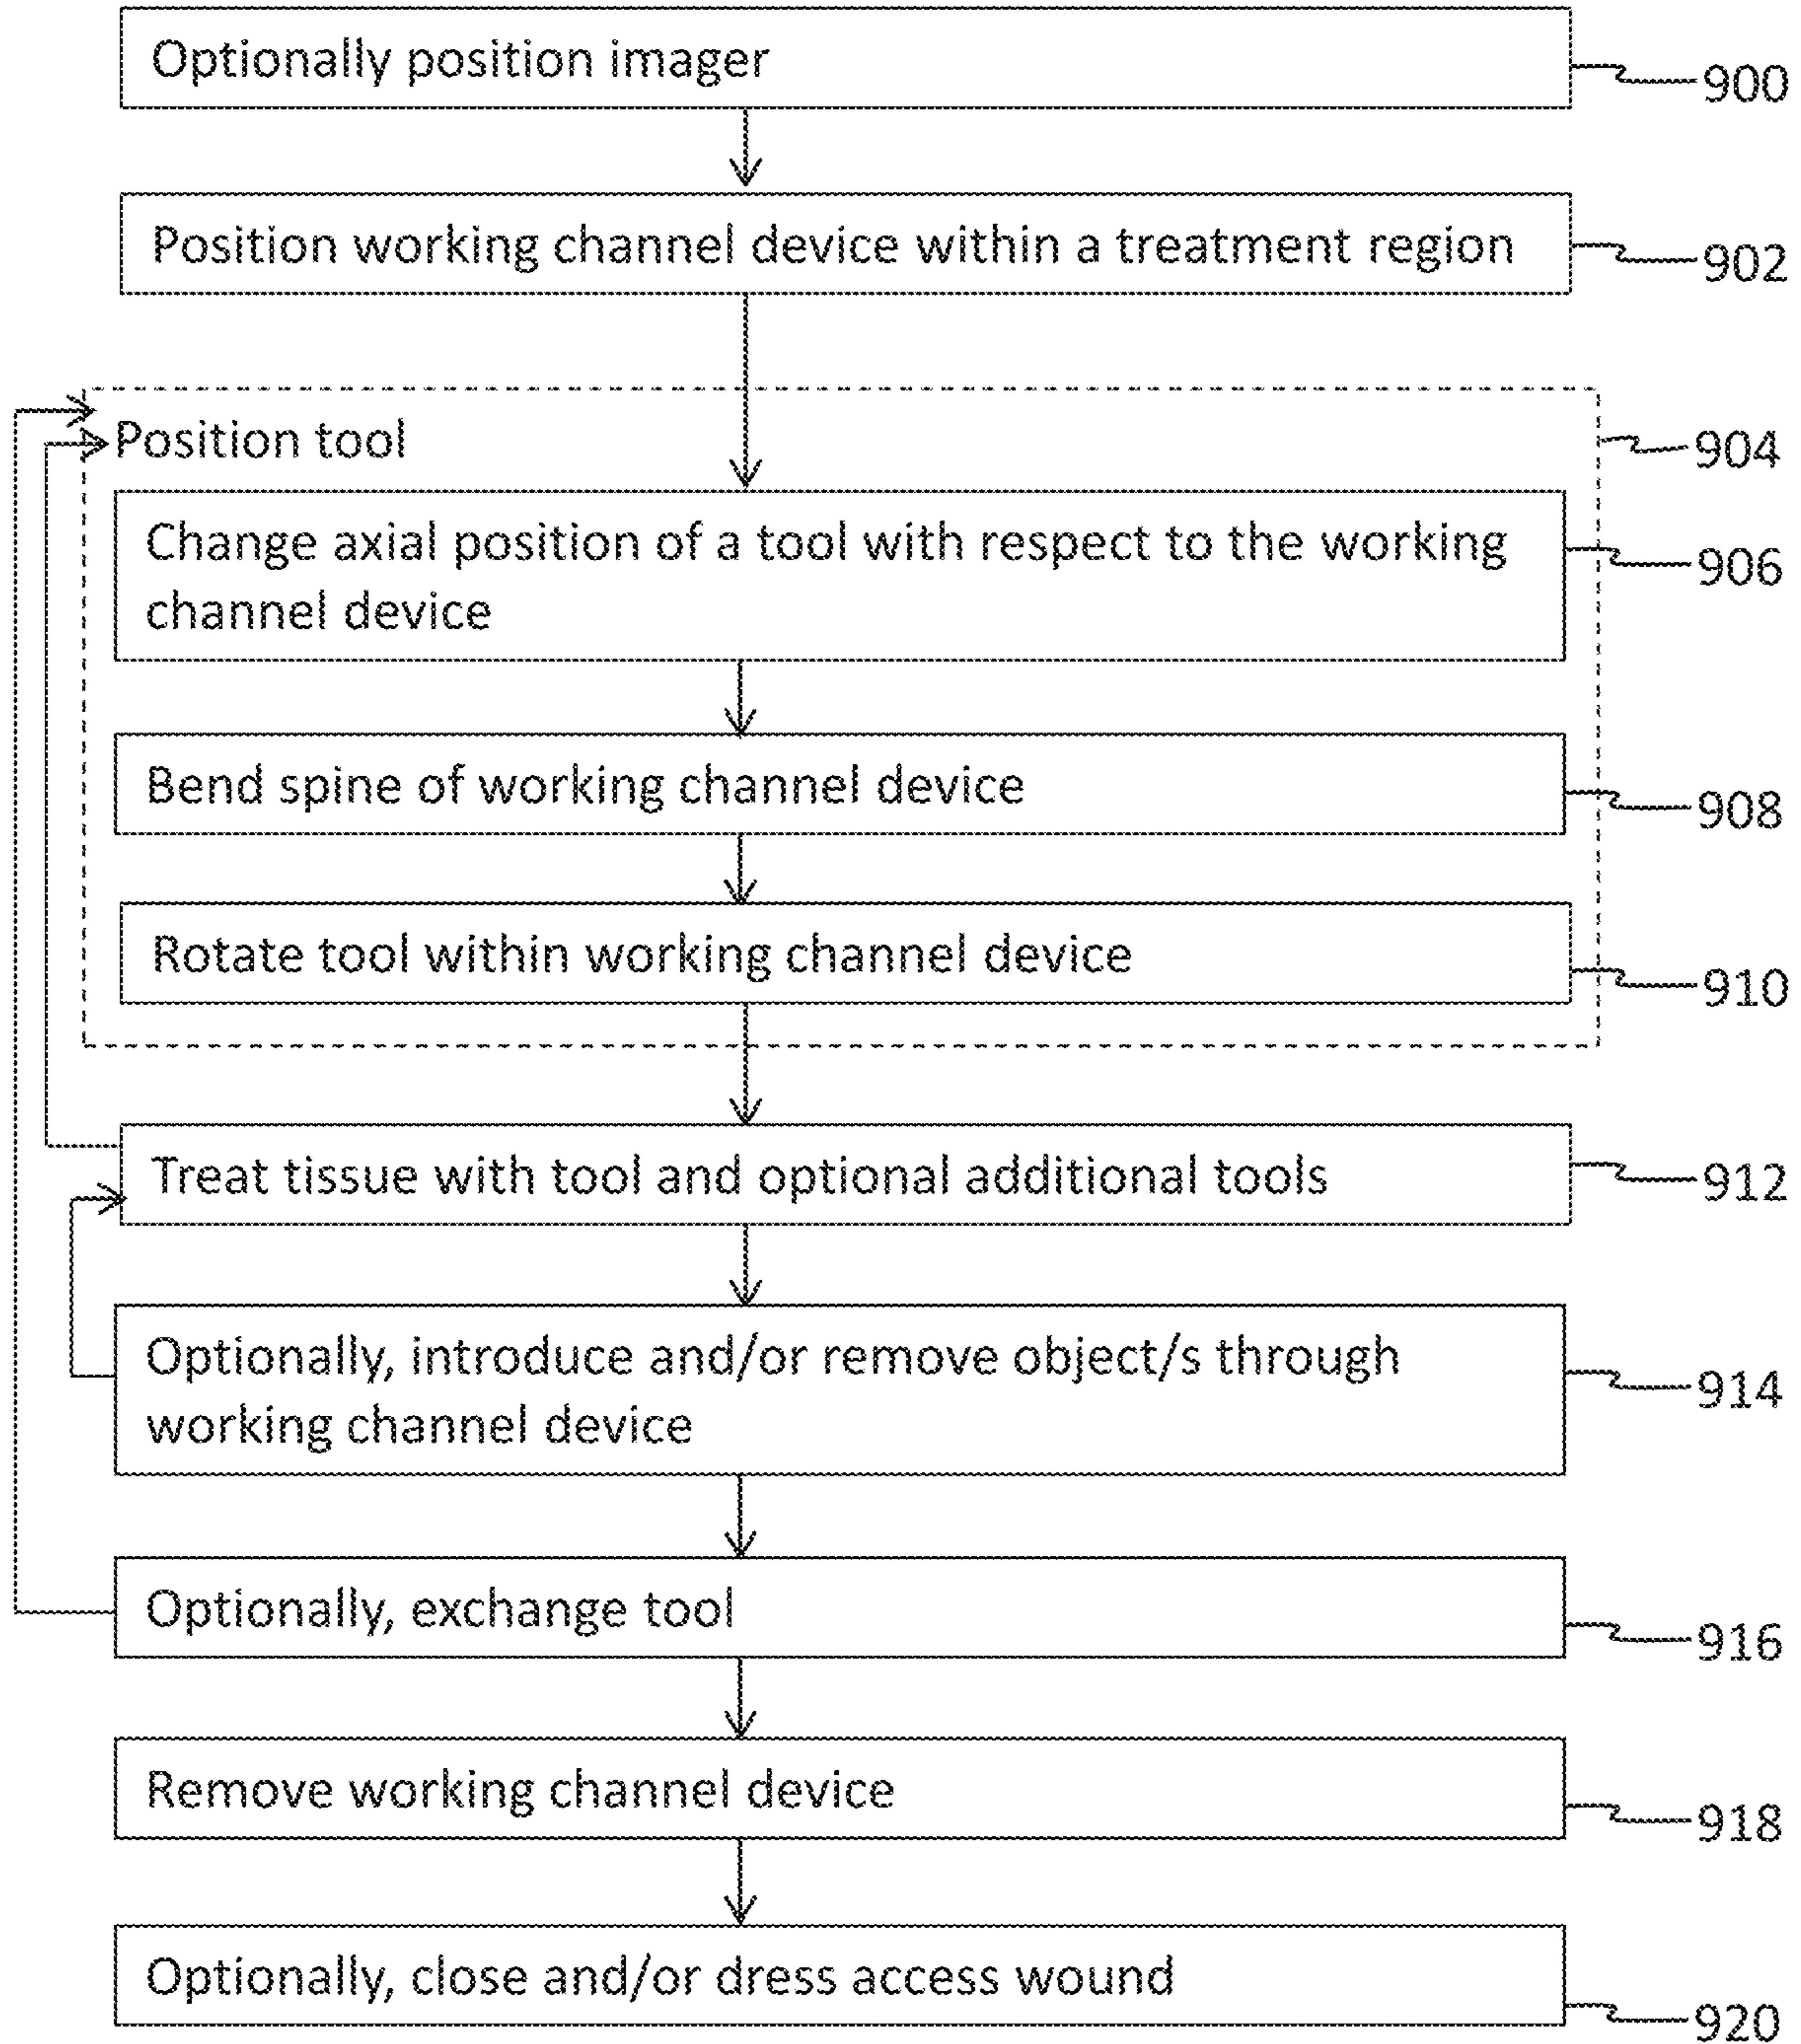 Optionally position imager
900
Position working channel device within a treatment region
902
Position tool
904
Change axial position of a tool with respect to the working
channel device
906
Bend spine of working channel device
908
Rotate tool within working channel device
910
Treat tissue with tool and optional additional tools
912
Optionally, introduce and/or remove object/s through
working channel device
914
Optionally, exchange tool
916
Remove working channel device
918
Optionally, close and/or dress access wound
920